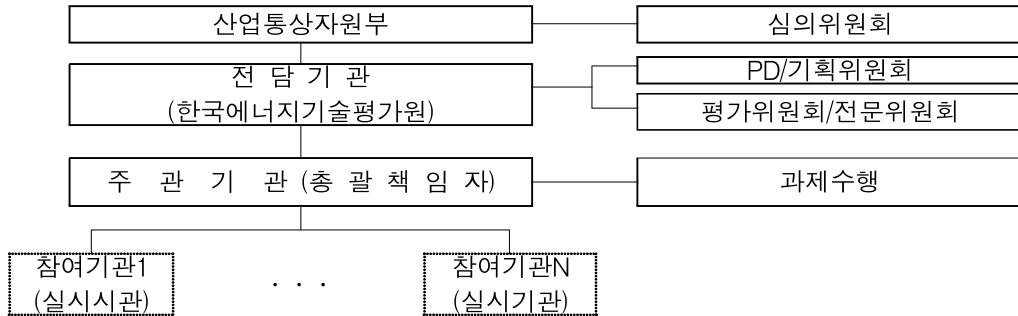 산업통상자원부
심의위원회
전 담 기 관
(한국에너지기술평가원)
PD/기획위원회
평가위원회/전문위원회
주 관 기 관 (총 괄 책 임 자)
과제수행
참여기관1
(실시시관)
· · ·
참여기관N
(실시기관)